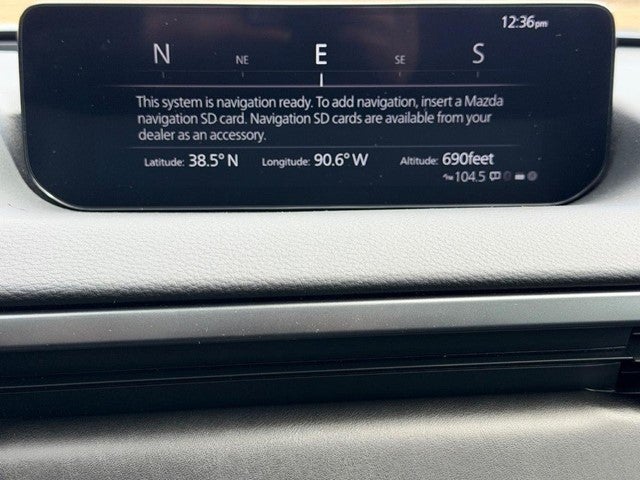 12:36pm
N NE E SE S
This system is navigation ready. To add navigation, insert a Mazda
navigation SD card. Navigation SD cards are available from your
dealer as an accessory.
Latitude: 38.5° N Longitude: 90.6° W Altitude: 690feet
104.5